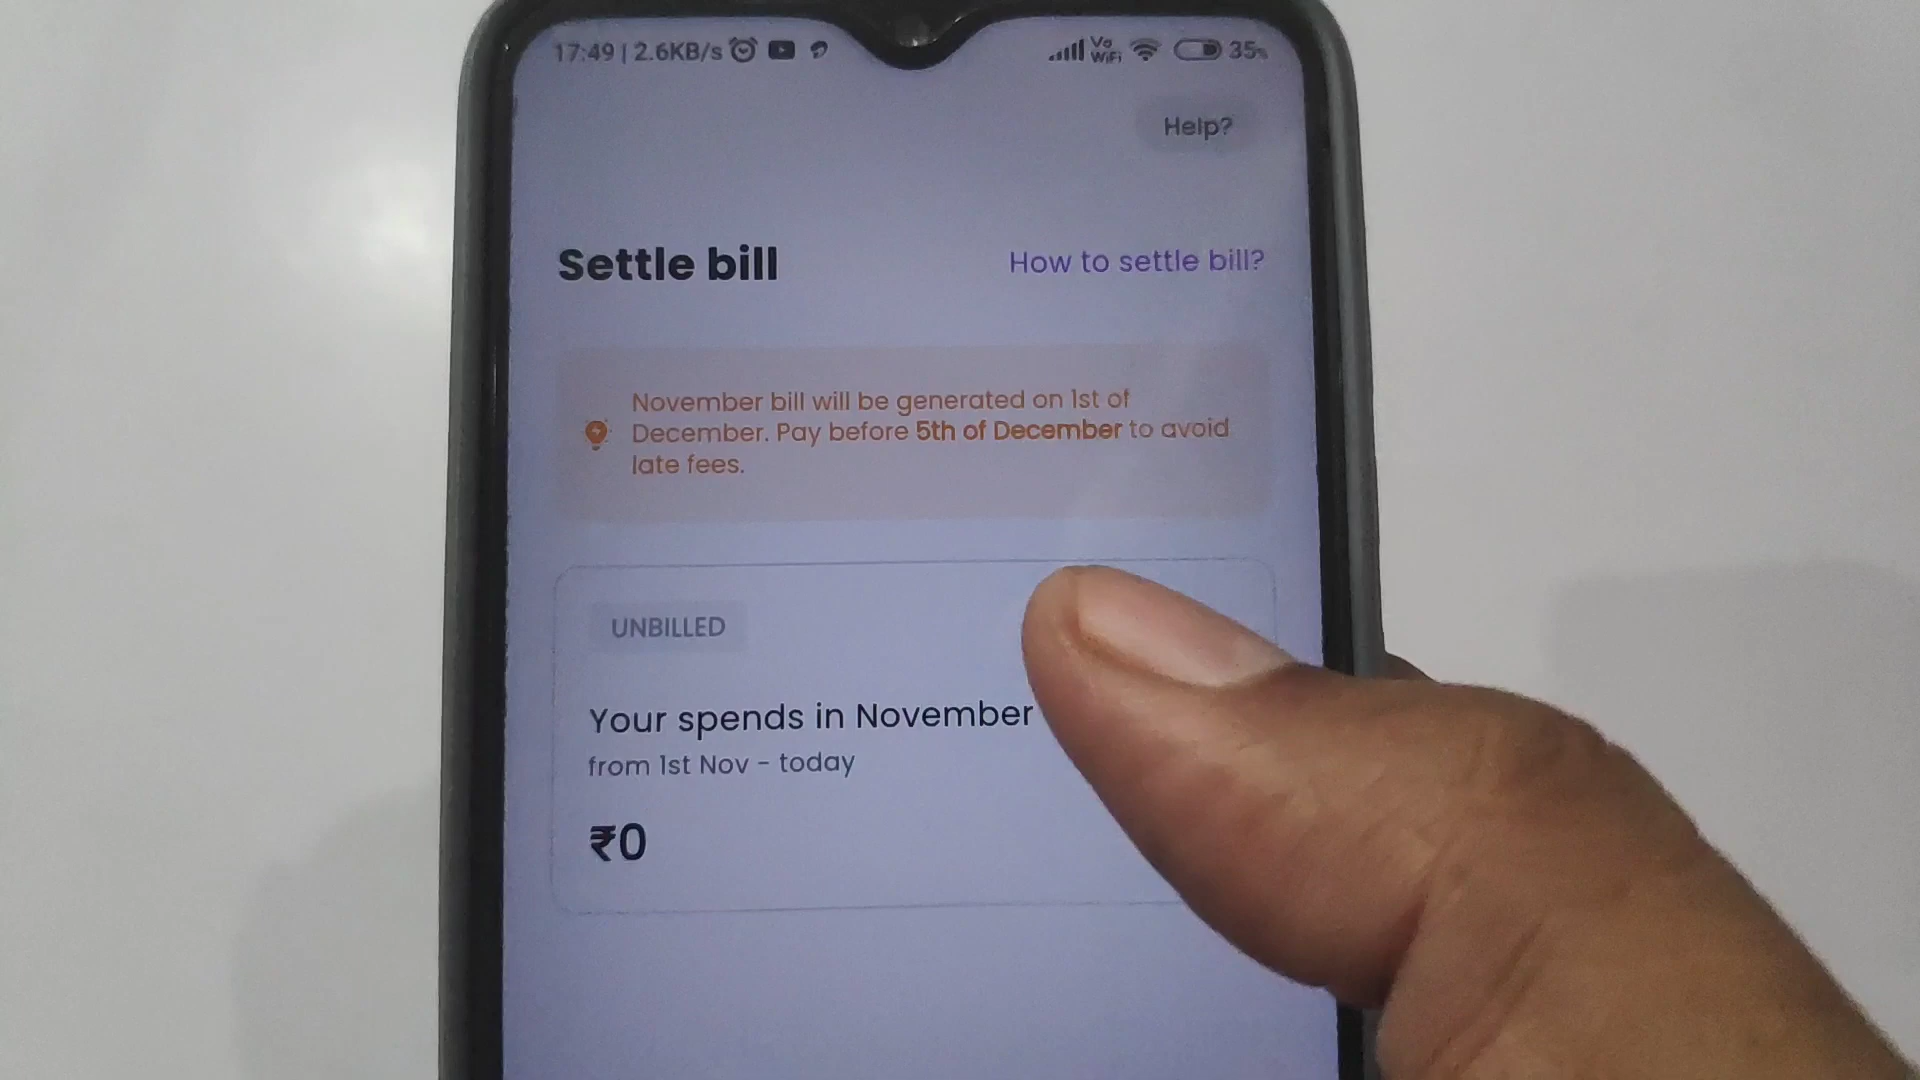 17:49 | 2.6KB/s Vo WiFi 35%
Help?
Settle bill How to settle bill?
November bill will be generated on 1st of
December. Pay before 5th of December to avoid
late fees.
UNBILLED
Your spends in November
from 1st Nov - today
₹0